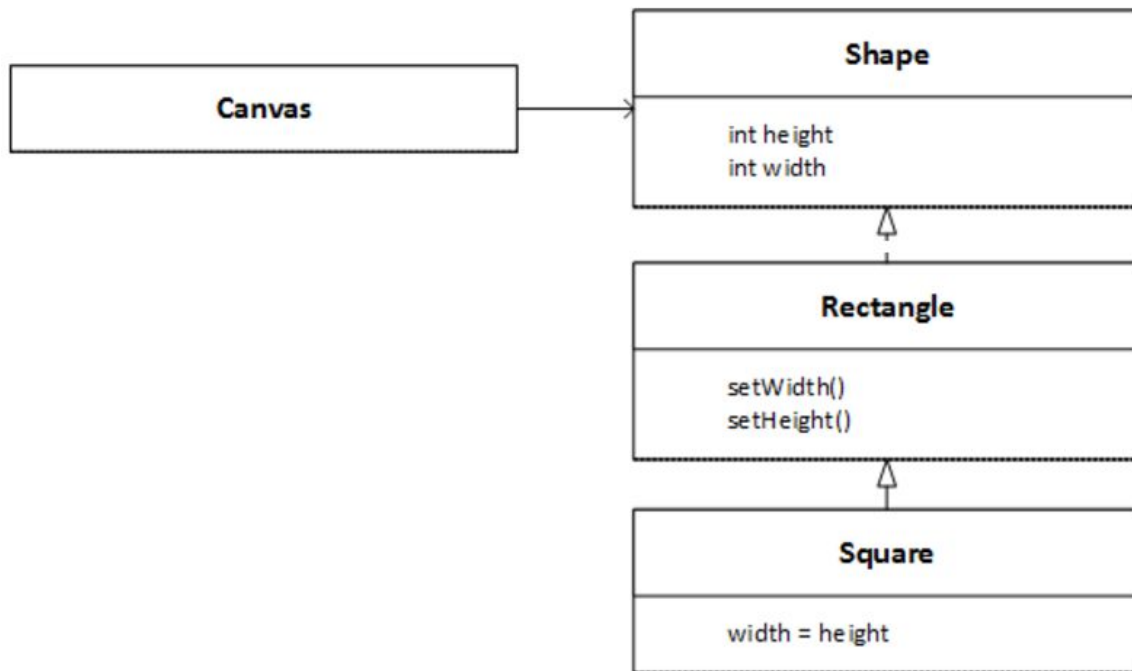 Canvas
Shape
int height
int width
Rectangle
setWidth()
setHeight()
Square
width = height